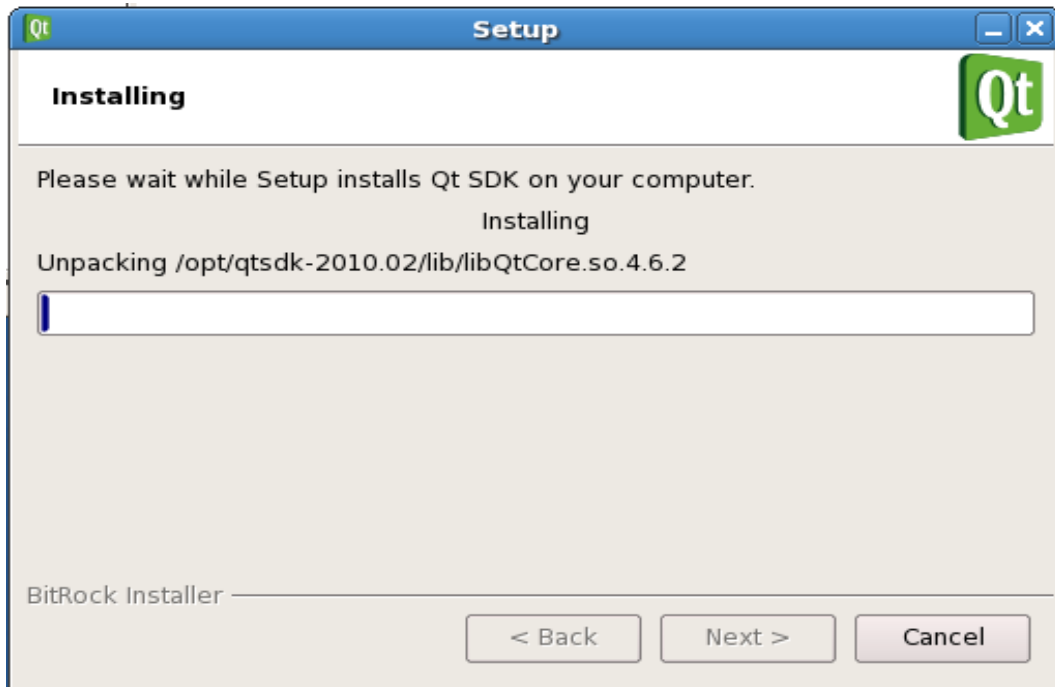 Qt
Setup
Installing
Qt
Please wait while Setup installs Qt SDK on your computer.
Installing
Unpacking /opt/qtsdk-2010.02/lib/libQtCore.so.4.6.2
BitRock Installer
< Back
Next >
Cancel